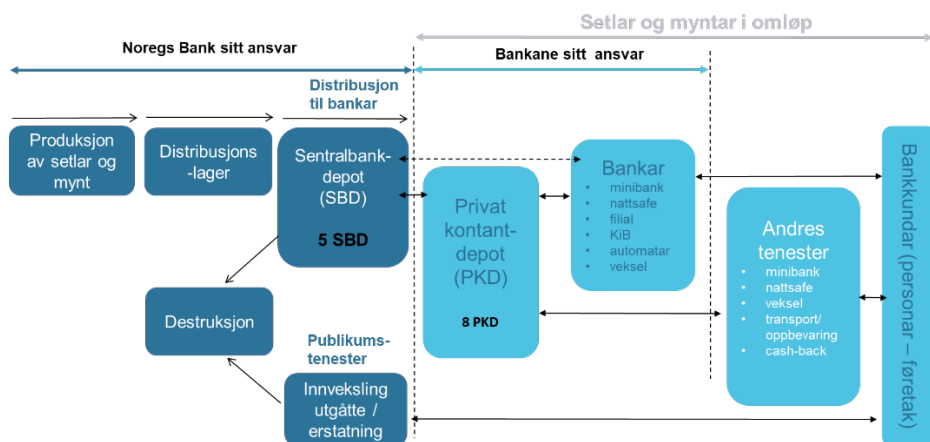 Setlar og myntar i omløp
Noregs Bank sitt ansvar
Bankane sitt ansvar
Distribusjon
til bankar
Produksjon
av setlar og
mynt
Distribusjons
-lager
Sentralbank-
depot
(SBD)
5 SBD
Privat
kontant-
depot
(PKD)
8 PKD
Bankar
• minibank
• nattsafe
• filial
• KiB
• automatar
• veksel
Andres
tenester
• minibank
• nattsafe
• veksel
• transport/
oppbevaring
• cash-back
Bankkundar (personar – føretak)
Destruksjon
Publikums-
tenester
Innveksling
utgåtte /
erstatning